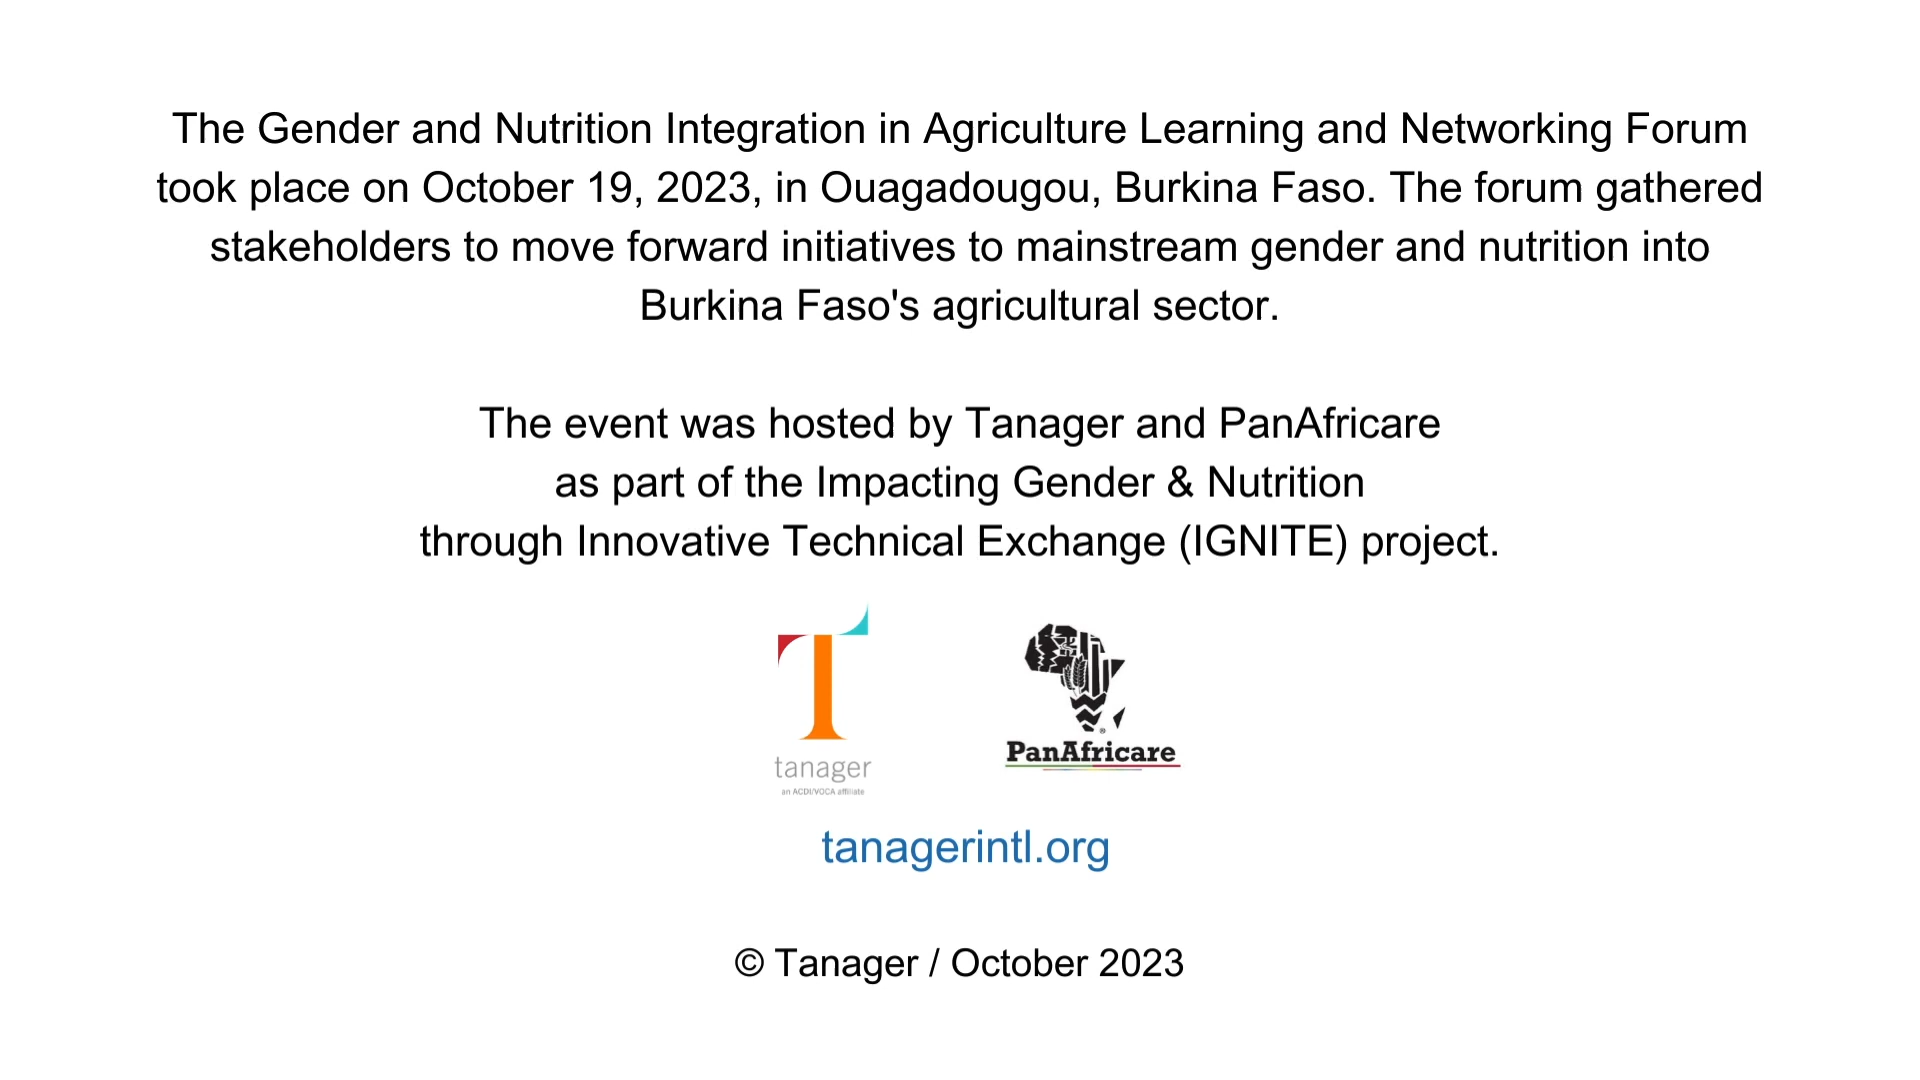 The Gender and Nutrition Integration in Agriculture Learning and Networking Forum
took place on October 19, 2023, in Ouagadougou, Burkina Faso. The forum gathered
stakeholders to move forward initiatives to mainstream gender and nutrition into
Burkina Faso's agricultural sector.
The event was hosted by Tanager and PanAfricare
as part of the Impacting Gender & Nutrition
through Innovative Technical Exchange (IGNITE) project.
T
tanager
an ACDI/VOCA affiliate
®
PanAfricare
tanagerintl.org
© Tanager / October 2023